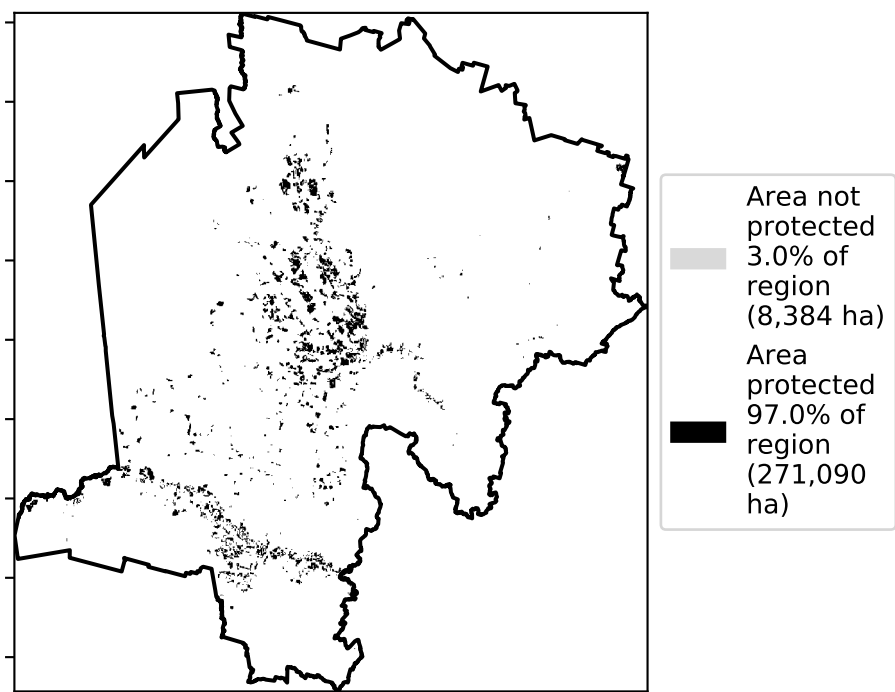 Area not
protected
3.0% of
region
(8,384 ha)
Area
protected
97.0% of
region
(271,090
ha)